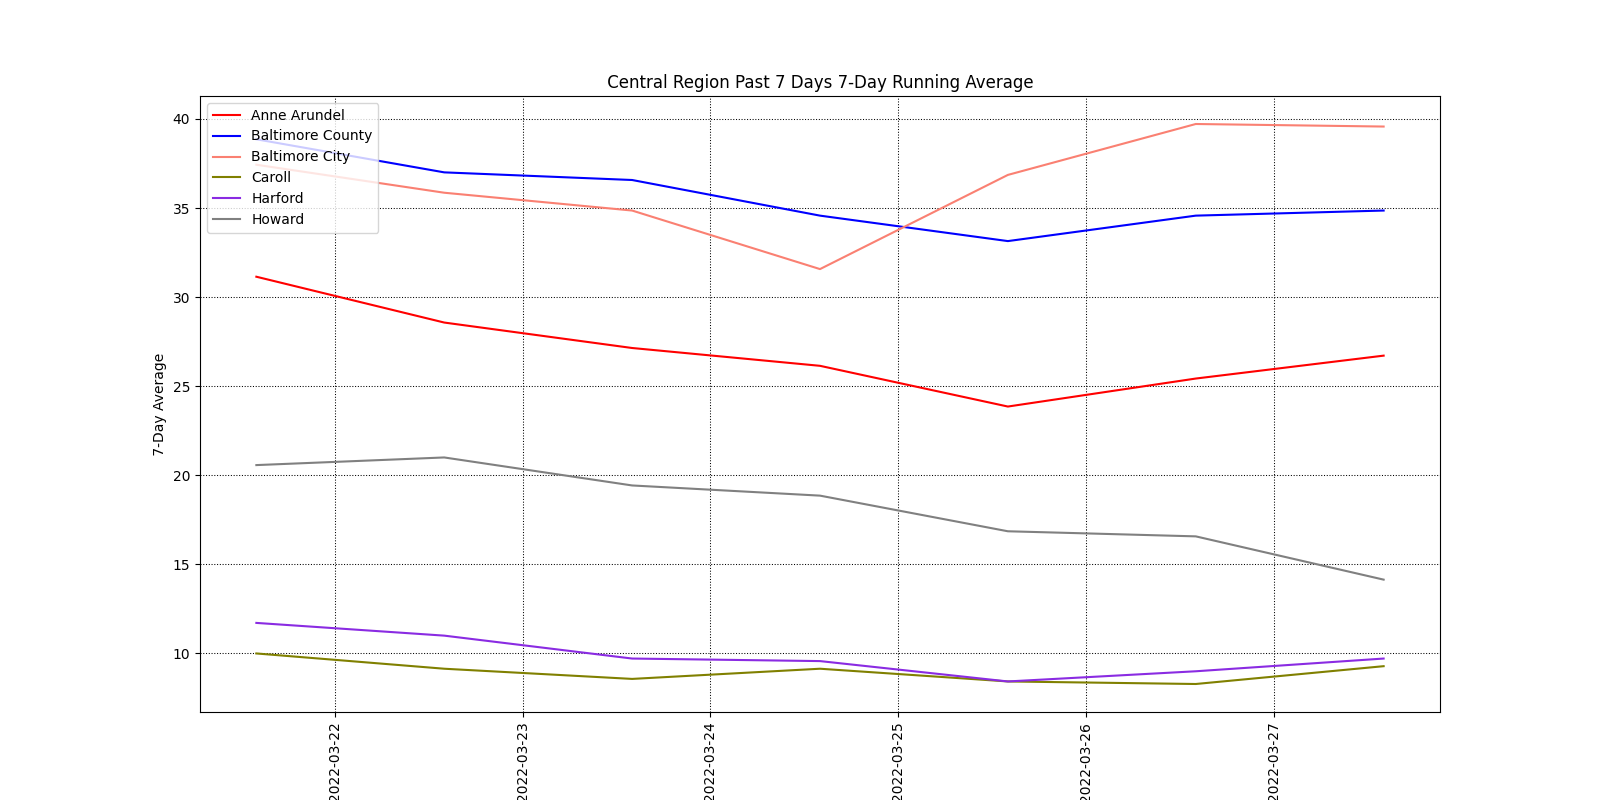 Central Region Past 7 Days 7-Day Running Average
Anne Arundel
Baltimore County
Baltimore City
Caroll
Harford
Howard
7-Day Average
40
35
30
25
20
15
10
2022-03-22
2022-03-23
2022-03-24
2022-03-25
2022-03-26
2022-03-27